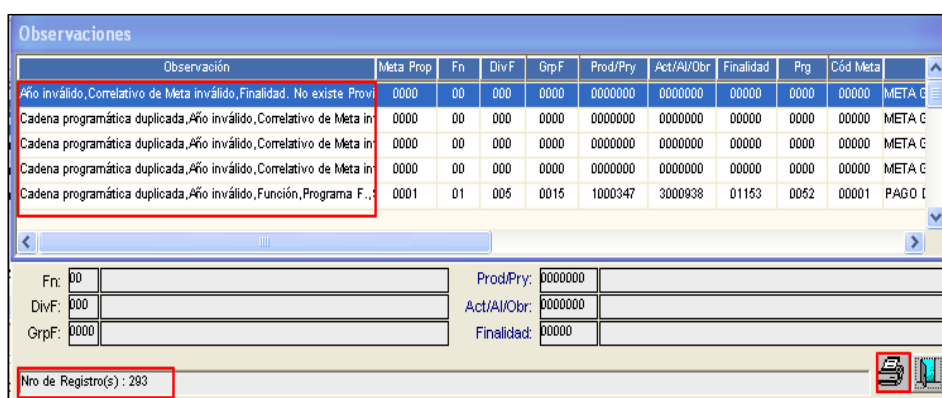 Observaciones
Observación Meta Prop Fn DivF GrpF Prod/Pry Act/Al/Obr Finalidad Prg Cód Meta
Año inválido,Correlativo de Meta inválido,Finalidad. No existe Provi 0000 00 000 0000 0000000 0000000 00000 0000 00000 META G
Cadena programática duplicada,Año inválido,Correlativo de Meta in 0000 00 000 0000 0000000 0000000 00000 0000 00000 META G
Cadena programática duplicada,Año inválido,Correlativo de Meta in 0000 00 000 0000 0000000 0000000 00000 0000 00000 META G
Cadena programática duplicada,Año inválido,Correlativo de Meta in 0000 00 000 0000 0000000 0000000 00000 0000 00000 META G
Cadena programática duplicada,Año inválido,Función,Programa F., 0001 01 005 0015 1000347 3000938 01153 0052 00001 PAGO D
Fn: 00 Prod/Pry: 0000000
DivF: 000 Act/Al/Obr: 0000000
GrpF: 0000 Finalidad: 00000
Nro de Registro(s) : 293